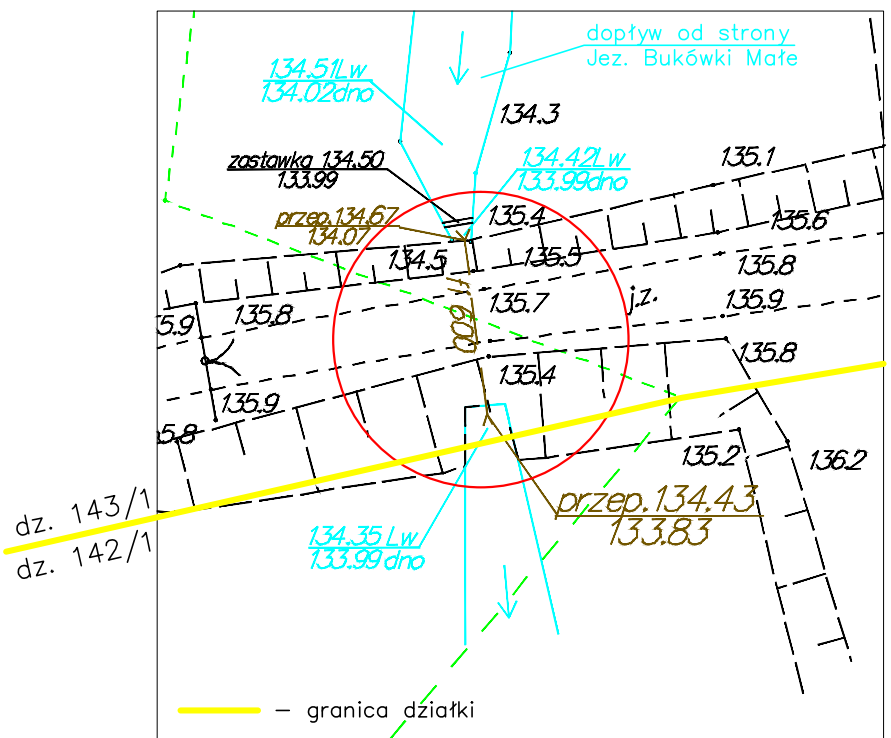 dopływ od strony
Jez. Bukówki Małe
134.51Lw
134.02dno
134.3
zastawka 134.50
133.99
134.42Lw
133.99dno
135.1
przep.134.67
134.07
135.4
135.6
134.5
135.5
135.8
fi 600
135.7
j.z.
135.9
5.9
135.8
135.8
135.4
135.9
5.8
135.2
136.2
przep.134.43
133.83
dz. 143/1
dz. 142/1
134.35 Lw
133.99 dno
– granica działki